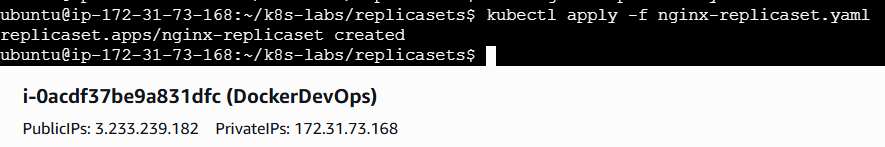 ubuntu@ip-172-31-73-168:~/k8s-labs/replicasets$ kubectl apply -f nginx-replicaset.yaml
replicaset.apps/nginx-replicaset created
ubuntu@ip-172-31-73-168:~/k8s-labs/replicasets$
i-0acdf37be9a831dfc (DockerDevOps)
PublicIPs: 3.233.239.182 PrivateIPs: 172.31.73.168